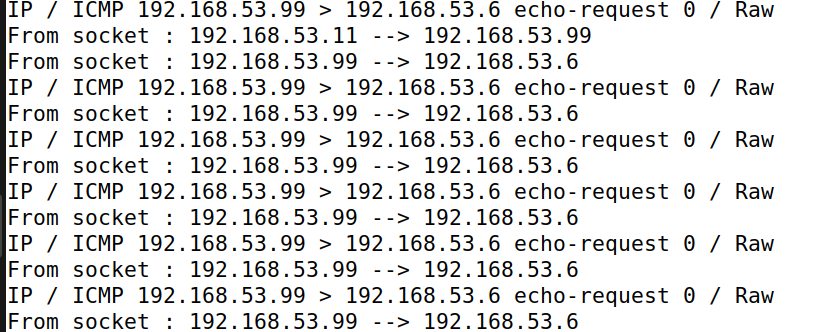 IP / ICMP 192.168.53.99 > 192.168.53.6 echo-request 0 / Raw
From socket : 192.168.53.11 --> 192.168.53.99
From socket : 192.168.53.99 --> 192.168.53.6
IP / ICMP 192.168.53.99 > 192.168.53.6 echo-request 0 / Raw
From socket : 192.168.53.99 --> 192.168.53.6
IP / ICMP 192.168.53.99 > 192.168.53.6 echo-request 0 / Raw
From socket : 192.168.53.99 --> 192.168.53.6
IP / ICMP 192.168.53.99 > 192.168.53.6 echo-request 0 / Raw
From socket : 192.168.53.99 --> 192.168.53.6
IP / ICMP 192.168.53.99 > 192.168.53.6 echo-request 0 / Raw
From socket : 192.168.53.99 --> 192.168.53.6
IP / ICMP 192.168.53.99 > 192.168.53.6 echo-request 0 / Raw
From socket : 192.168.53.99 --> 192.168.53.6